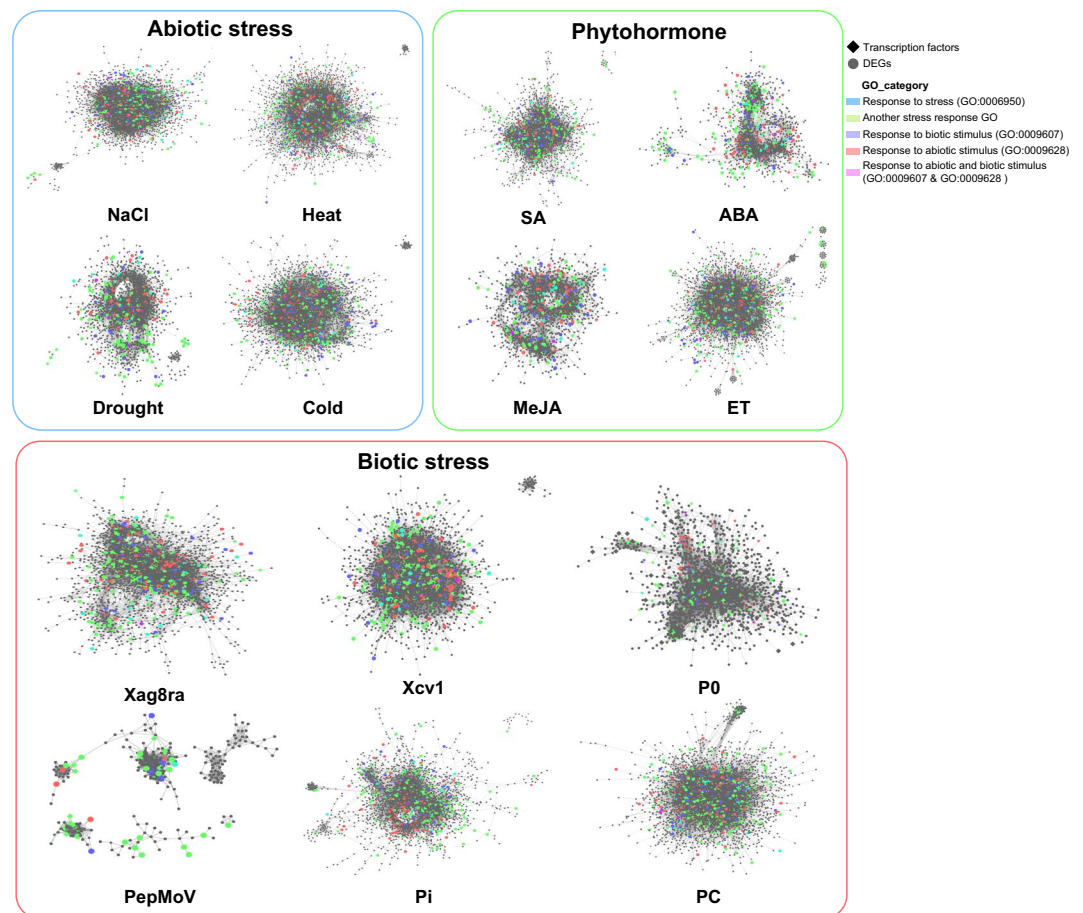 Abiotic stress
NaCl
Heat
Drought
Cold
Phytohormone
SA
ABA
MeJA
ET
Transcription factors
DEGs
GO_category
Response to stress (GO:0006950)
Another stress response GO
Response to biotic stimulus (GO:0009607)
Response to abiotic stimulus (GO:0009628)
Response to abiotic and biotic stimulus
(GO:0009607 & GO:0009628 )
Biotic stress
Xag8ra
Xcv1
P0
PepMoV
Pi
PC